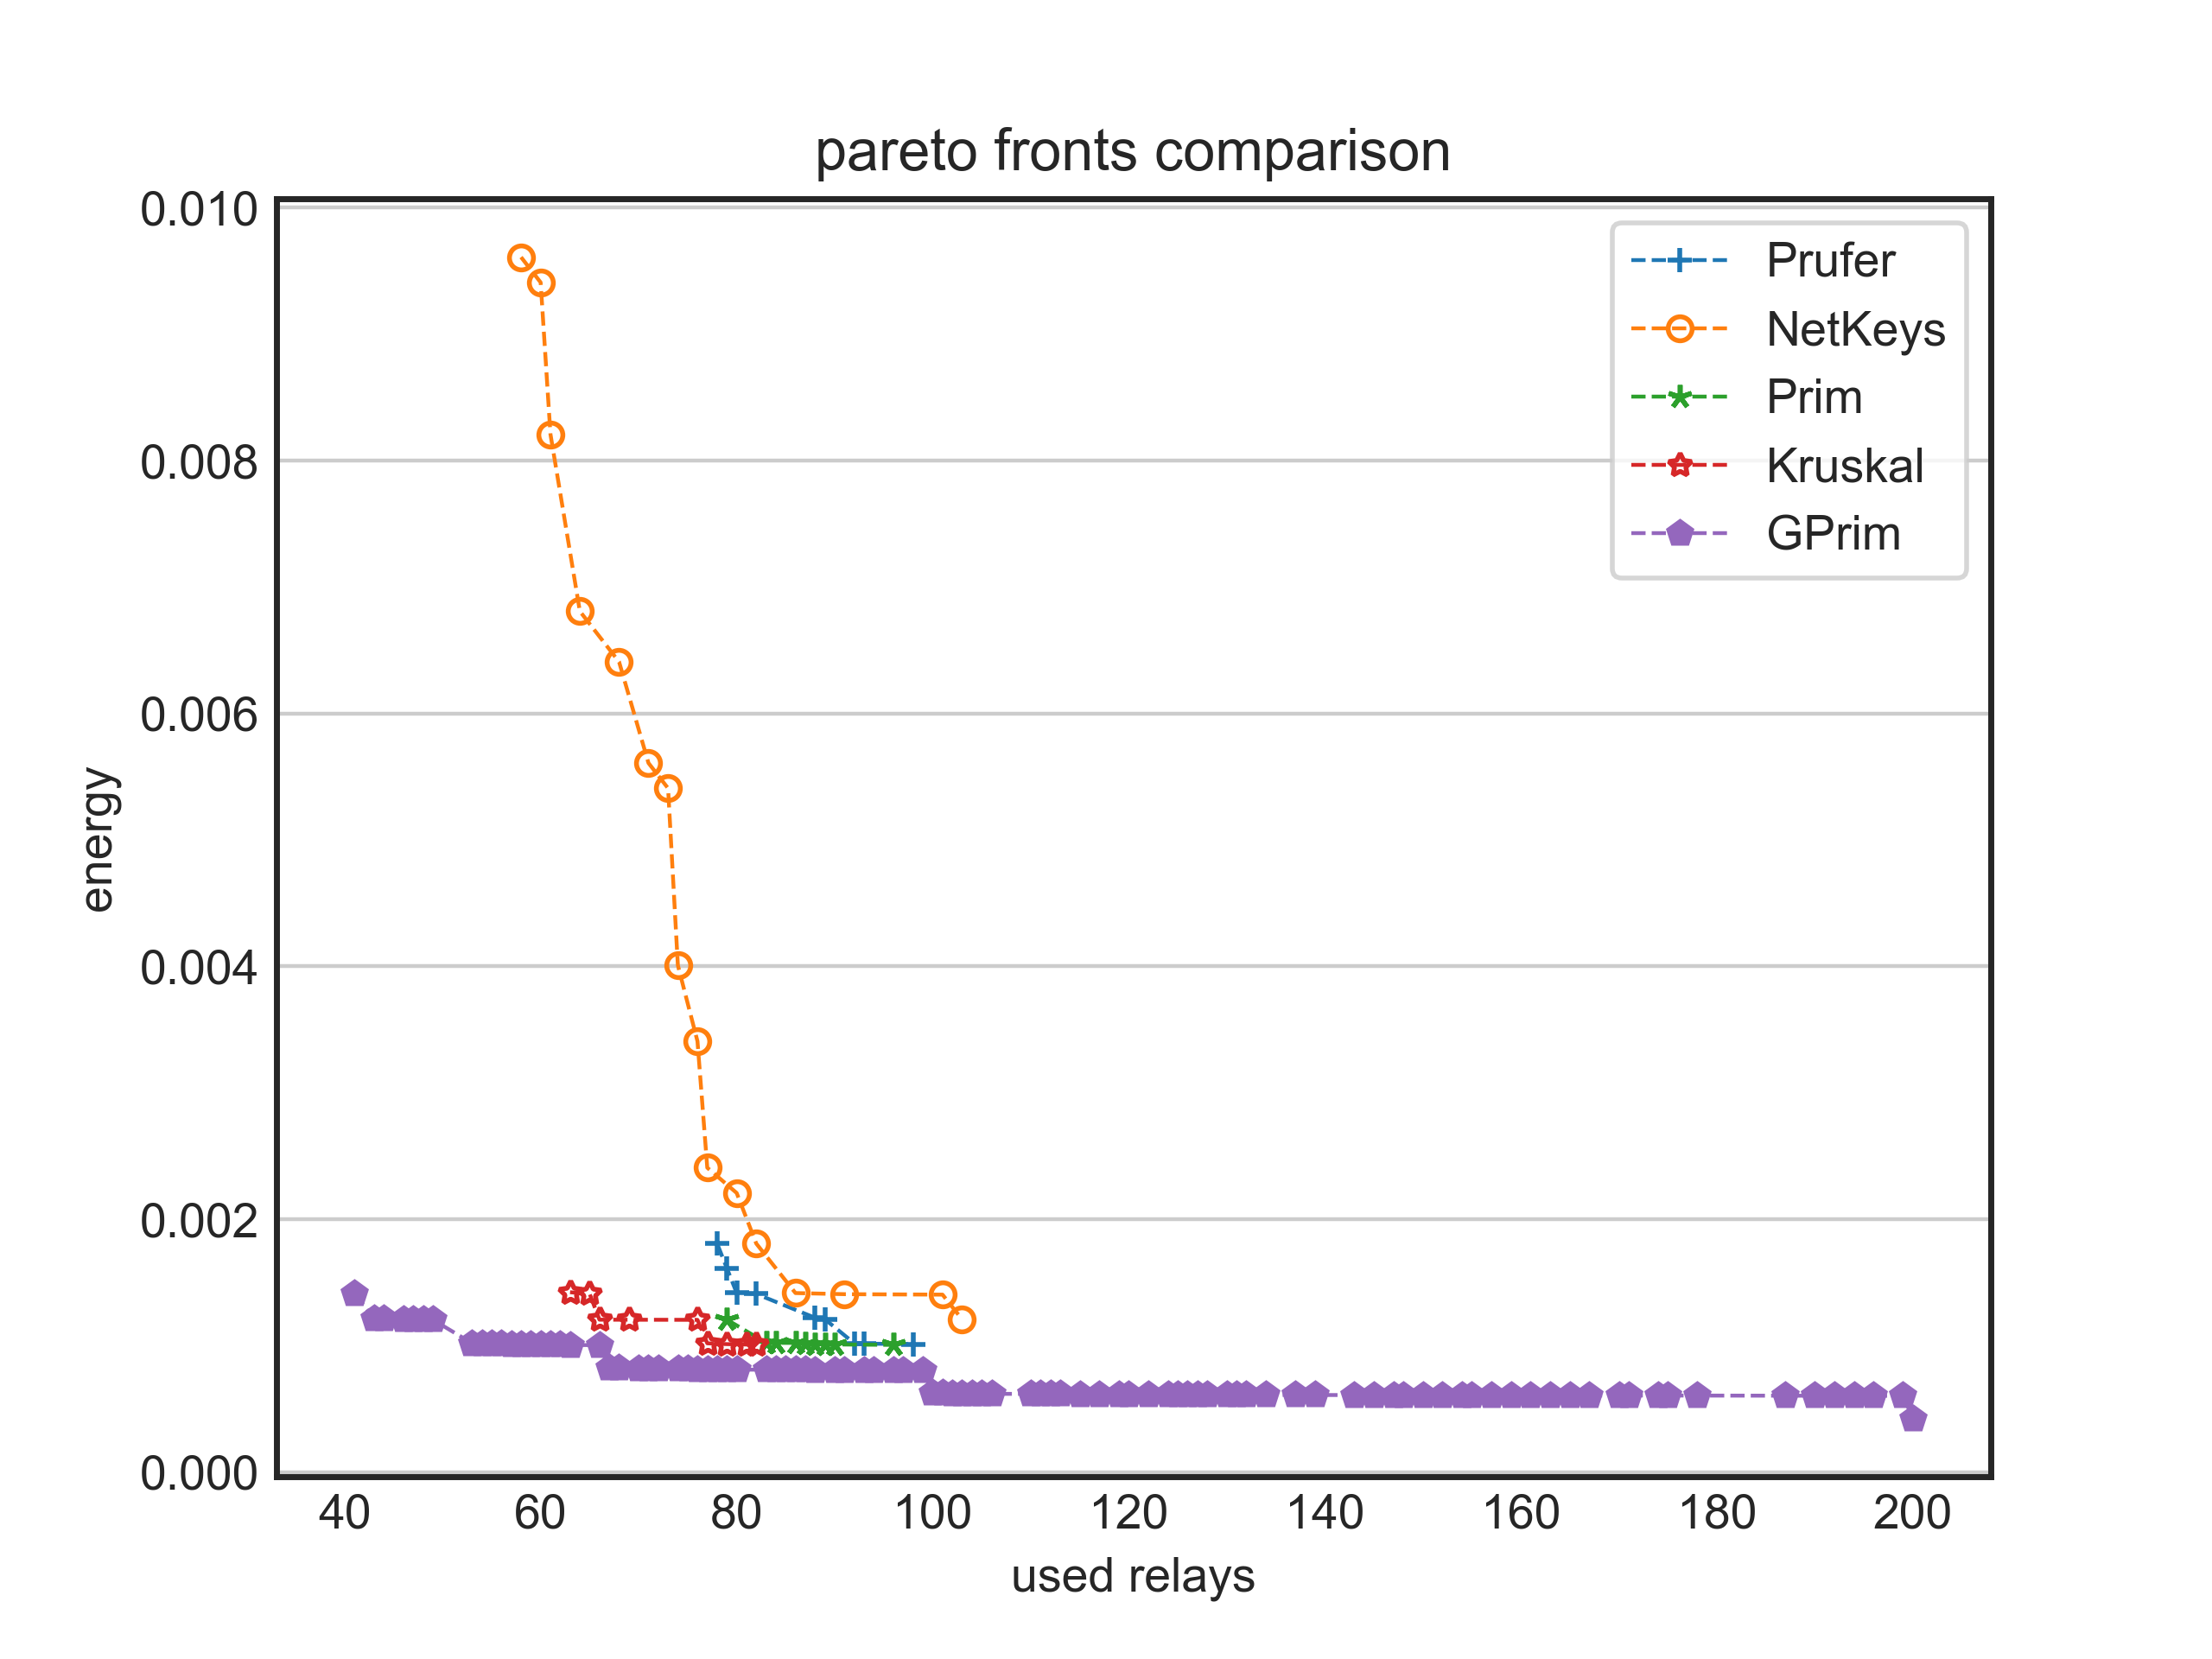 pareto fronts comparison
0.010
0.008
0.006
0.004
0.002
0.000
energy
Prufer
NetKeys
Prim
Kruskal
GPrim
40 60 80 100 120 140 160 180 200
used relays